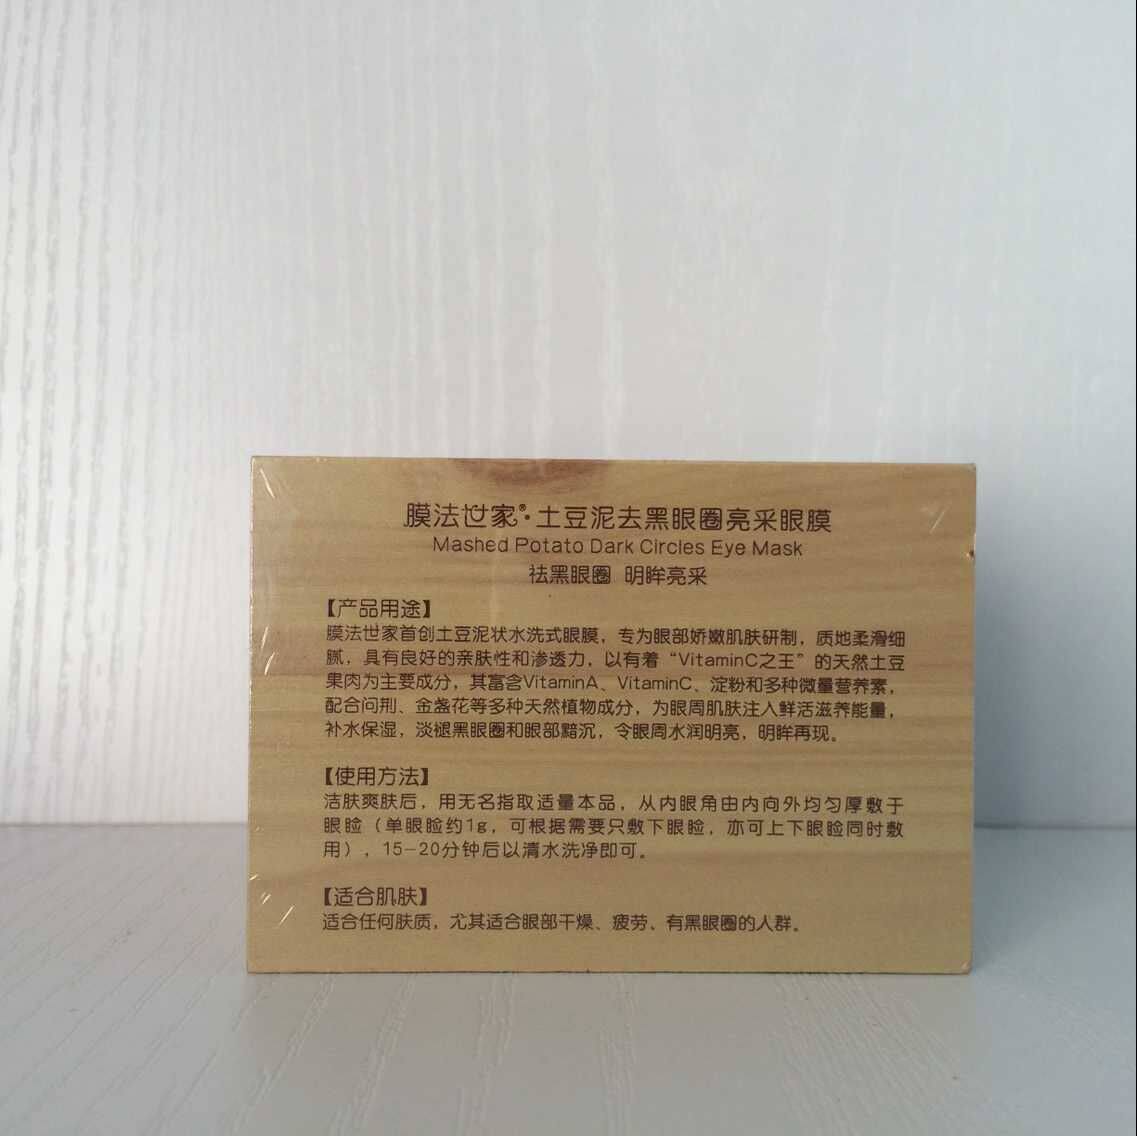 膜法世家®·土豆泥去黑眼圈亮采眼膜
Mashed Potato Dark Circles Eye Mask
祛黑眼圈 明眸亮采
【产品用途】
膜法世家首创土豆泥状水洗式眼膜，专为眼部娇嫩肌肤研制，质地柔滑细
腻，具有良好的亲肤性和渗透力，以有着“VitaminC之王”的天然土豆
果肉为主要成分，其富含VitaminA、VitaminC、淀粉和多种微量营养素，
配合问荆、金盏花等多种天然植物成分，为眼周肌肤注入鲜活滋养能量，
补水保湿，淡褪黑眼圈和眼部黯沉，令眼周水润明亮，明眸再现。
【使用方法】
洁肤爽肤后，用无名指取适量本品，从内眼角由内向外均匀厚敷于
眼睑（单眼睑约1g，可根据需要只敷下眼睑，亦可上下眼睑同时敷
用），15-20分钟后以清水洗净即可。
【适合肌肤】
适合任何肤质，尤其适合眼部干燥、疲劳、有黑眼圈的人群。